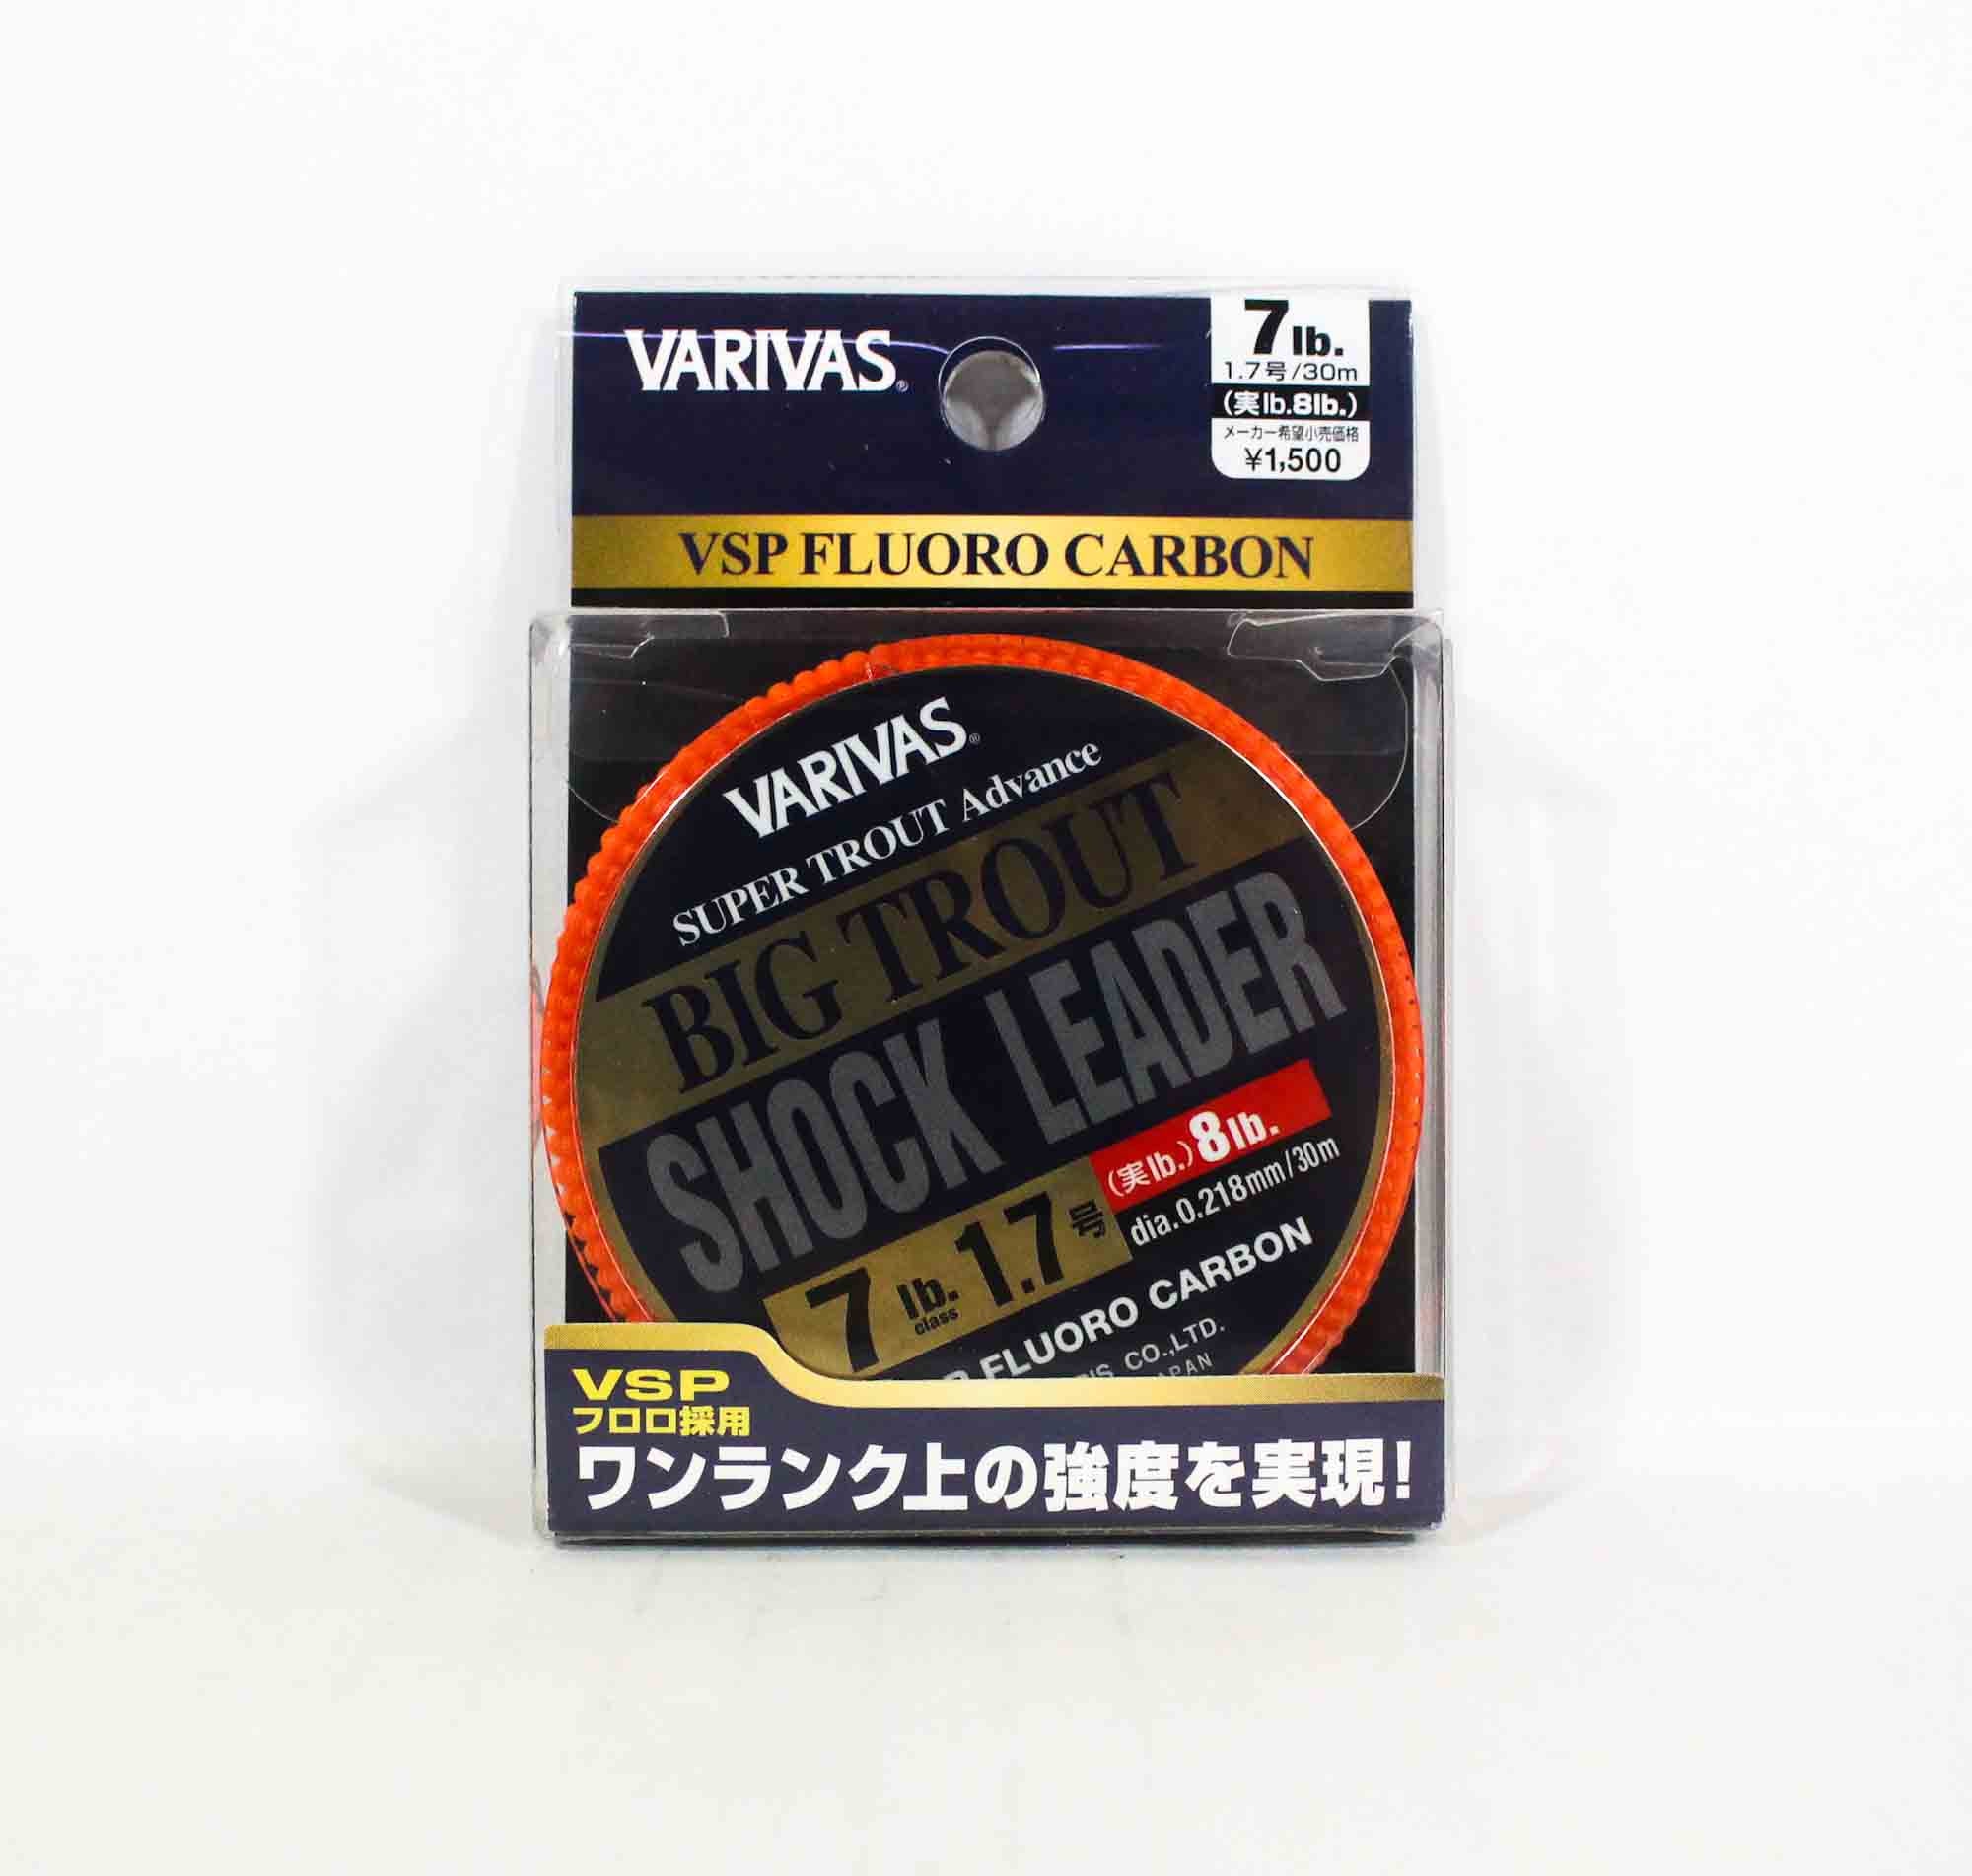 VARIVAS®
7lb.
1.7号/30m
(実lb.8lb.)
メーカー希望小売価格
¥1,500
VSP FLUORO CARBON
VARIVAS®
SUPER TROUT Advance
BIG TROUT
SHOCK LEADER
(実lb.)8lb.
7lb. class 1.7号
dia.0.218mm/30m
FLUORO CARBON
CO.,LTD.
VSP
フロロ採用
ワンランク上の強度を実現!